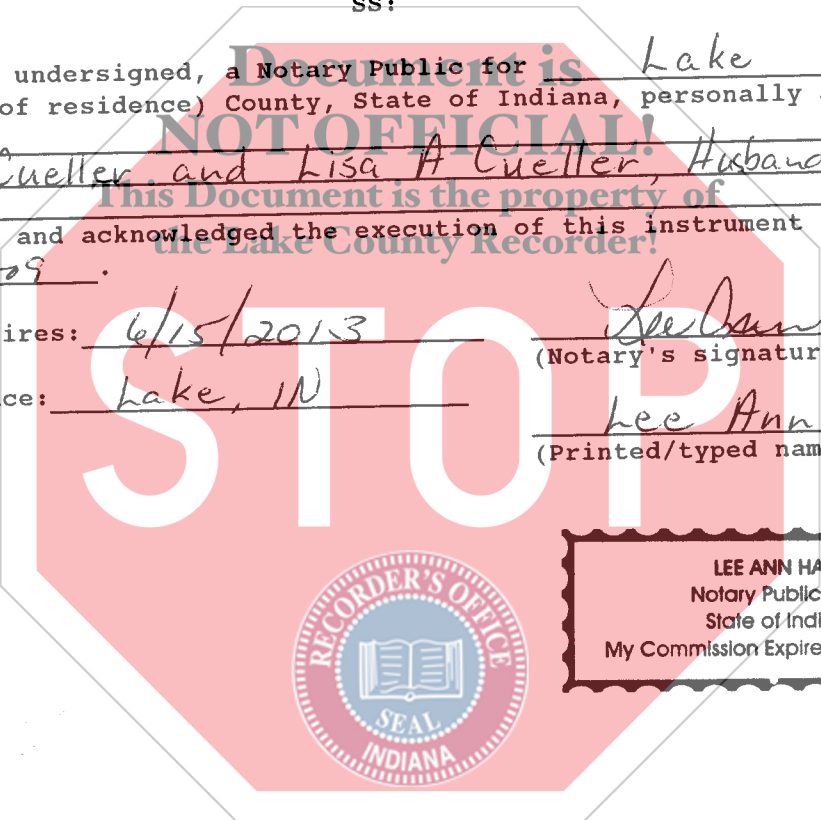 SS:
undersigned, a Notary Public for Lake
of residence) County, State of Indiana, personally
Cueller and Lisa A Cueller, Husband
and acknowledged the execution of this instrument
09 .
ires: 6/15/2013
(Notary's signatur
ce: Lake, IN
Lee Ann
(Printed/typed nam
Document is
NOT OFFICIAL!
This Document is the property of
the Lake County Recorder!
STOP
LEE ANN HA
Notary Public
State of Indi
My Commission Expire
RECORDER'S OFFICE
SEAL
INDIANA